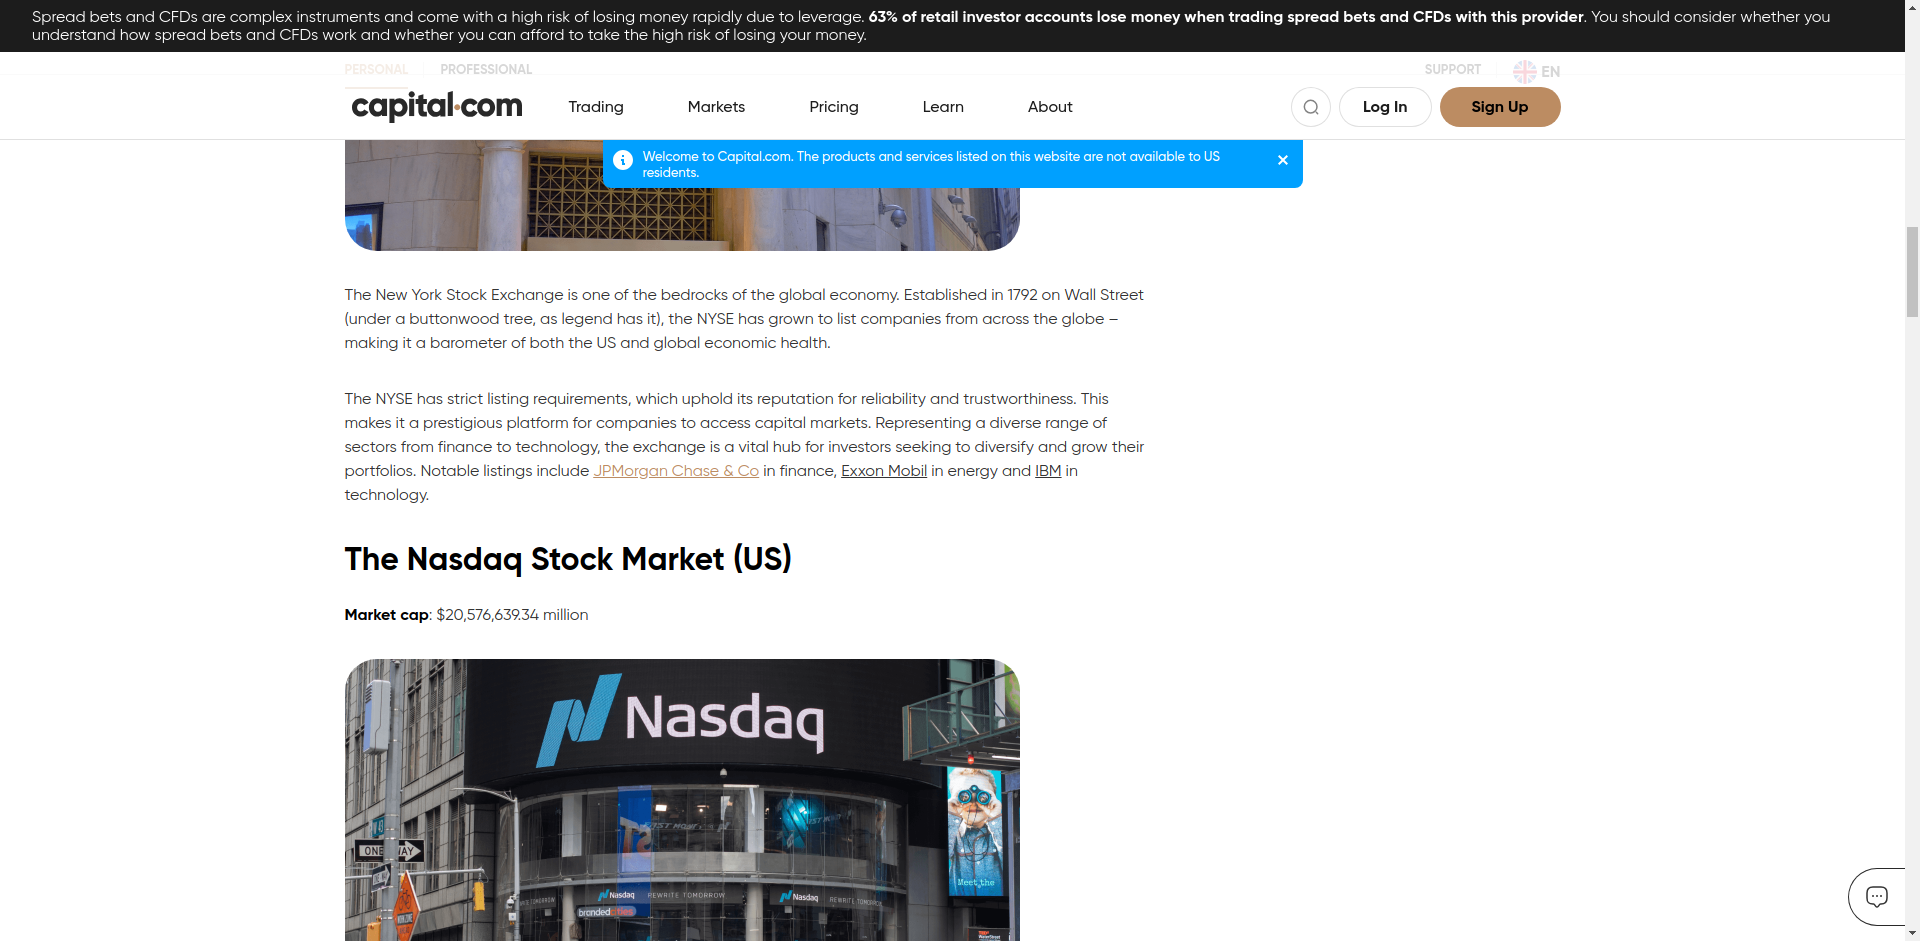 Spread bets and CFDs are complex instruments and come with a high risk of losing money rapidly due to leverage. 63% of retail investor accounts lose money when trading spread bets and CFDs with this provider. You should consider whether you
understand how spread bets and CFDs work and whether you can afford to take the high risk of losing your money.
PERSONAL PROFESSIONAL SUPPORT EN
capital.com Trading Markets Pricing Learn About Log In Sign Up
Welcome to Capital.com. The products and services listed on this website are not available to US
residents.
The New York Stock Exchange is one of the bedrocks of the global economy. Established in 1792 on Wall Street
(under a buttonwood tree, as legend has it), the NYSE has grown to list companies from across the globe –
making it a barometer of both the US and global economic health.
The NYSE has strict listing requirements, which uphold its reputation for reliability and trustworthiness. This
makes it a prestigious platform for companies to access capital markets. Representing a diverse range of
sectors from finance to technology, the exchange is a vital hub for investors seeking to diversify and grow their
portfolios. Notable listings include JPMorgan Chase & Co in finance, Exxon Mobil in energy and IBM in
technology.
The Nasdaq Stock Market (US)
Market cap: $20,576,639.34 million
Nasdaq
ONE WAY
Meet the
Nasdaq REWRITE TOMORROW Nasdaq REWRITE TOMORROW
brandedcities